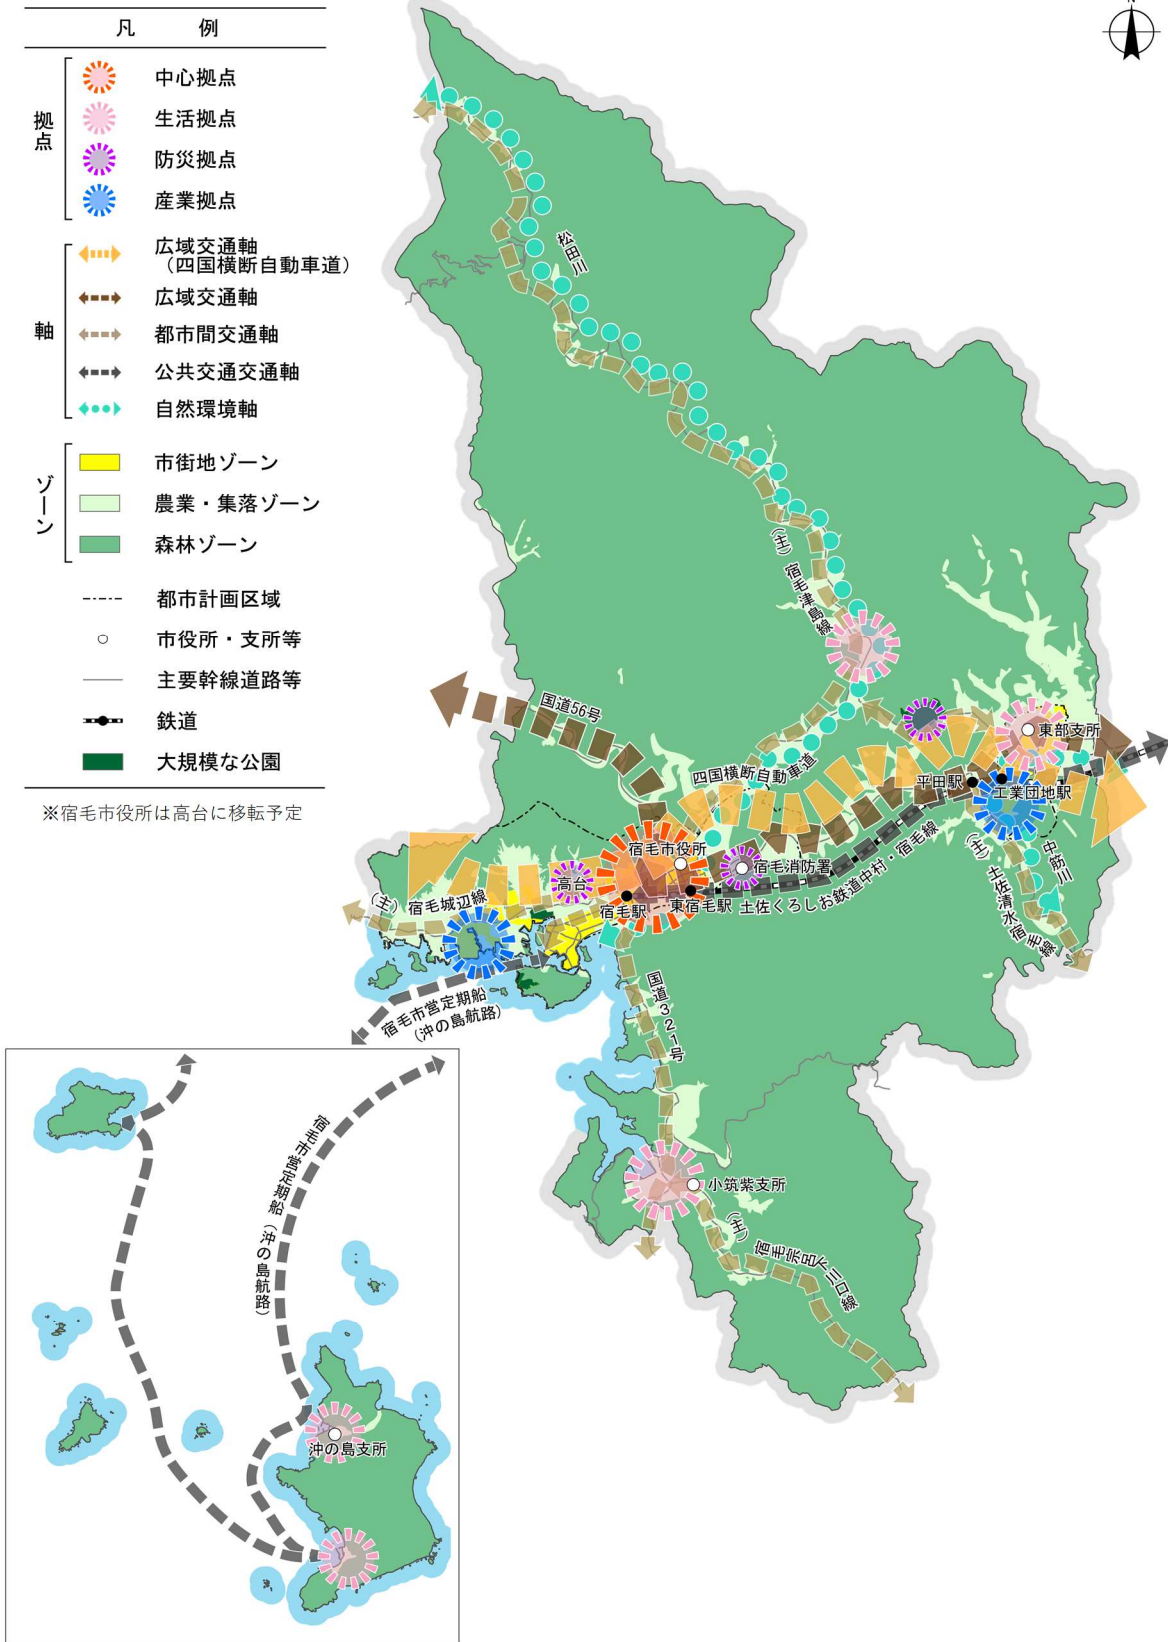 凡 例
拠点
中心拠点
生活拠点
防災拠点
産業拠点
軸
広域交通軸
（四国横断自動車道）
広域交通軸
都市間交通軸
公共交通交通軸
自然環境軸
ゾーン
市街地ゾーン
農業・集落ゾーン
森林ゾーン
都市計画区域
市役所・支所等
主要幹線道路等
鉄道
大規模な公園
※宿毛市役所は高台に移転予定
N
松田川
（主）宿毛津島線
国道56号
四国横断自動車道
東部支所
平田駅
工業団地駅
宿毛市役所
宿毛消防署
高台
宿毛駅
東宿毛駅
土佐くろしお鉄道中村・宿毛線
（主）土佐清水宿毛線
中筋川
（主）宿毛城辺線
宿毛市営定期船
（沖の島航路）
国道321号
小筑紫支所
（主）宿毛宗呂下川口線
宿毛市営定期船（沖の島航路）
沖の島支所